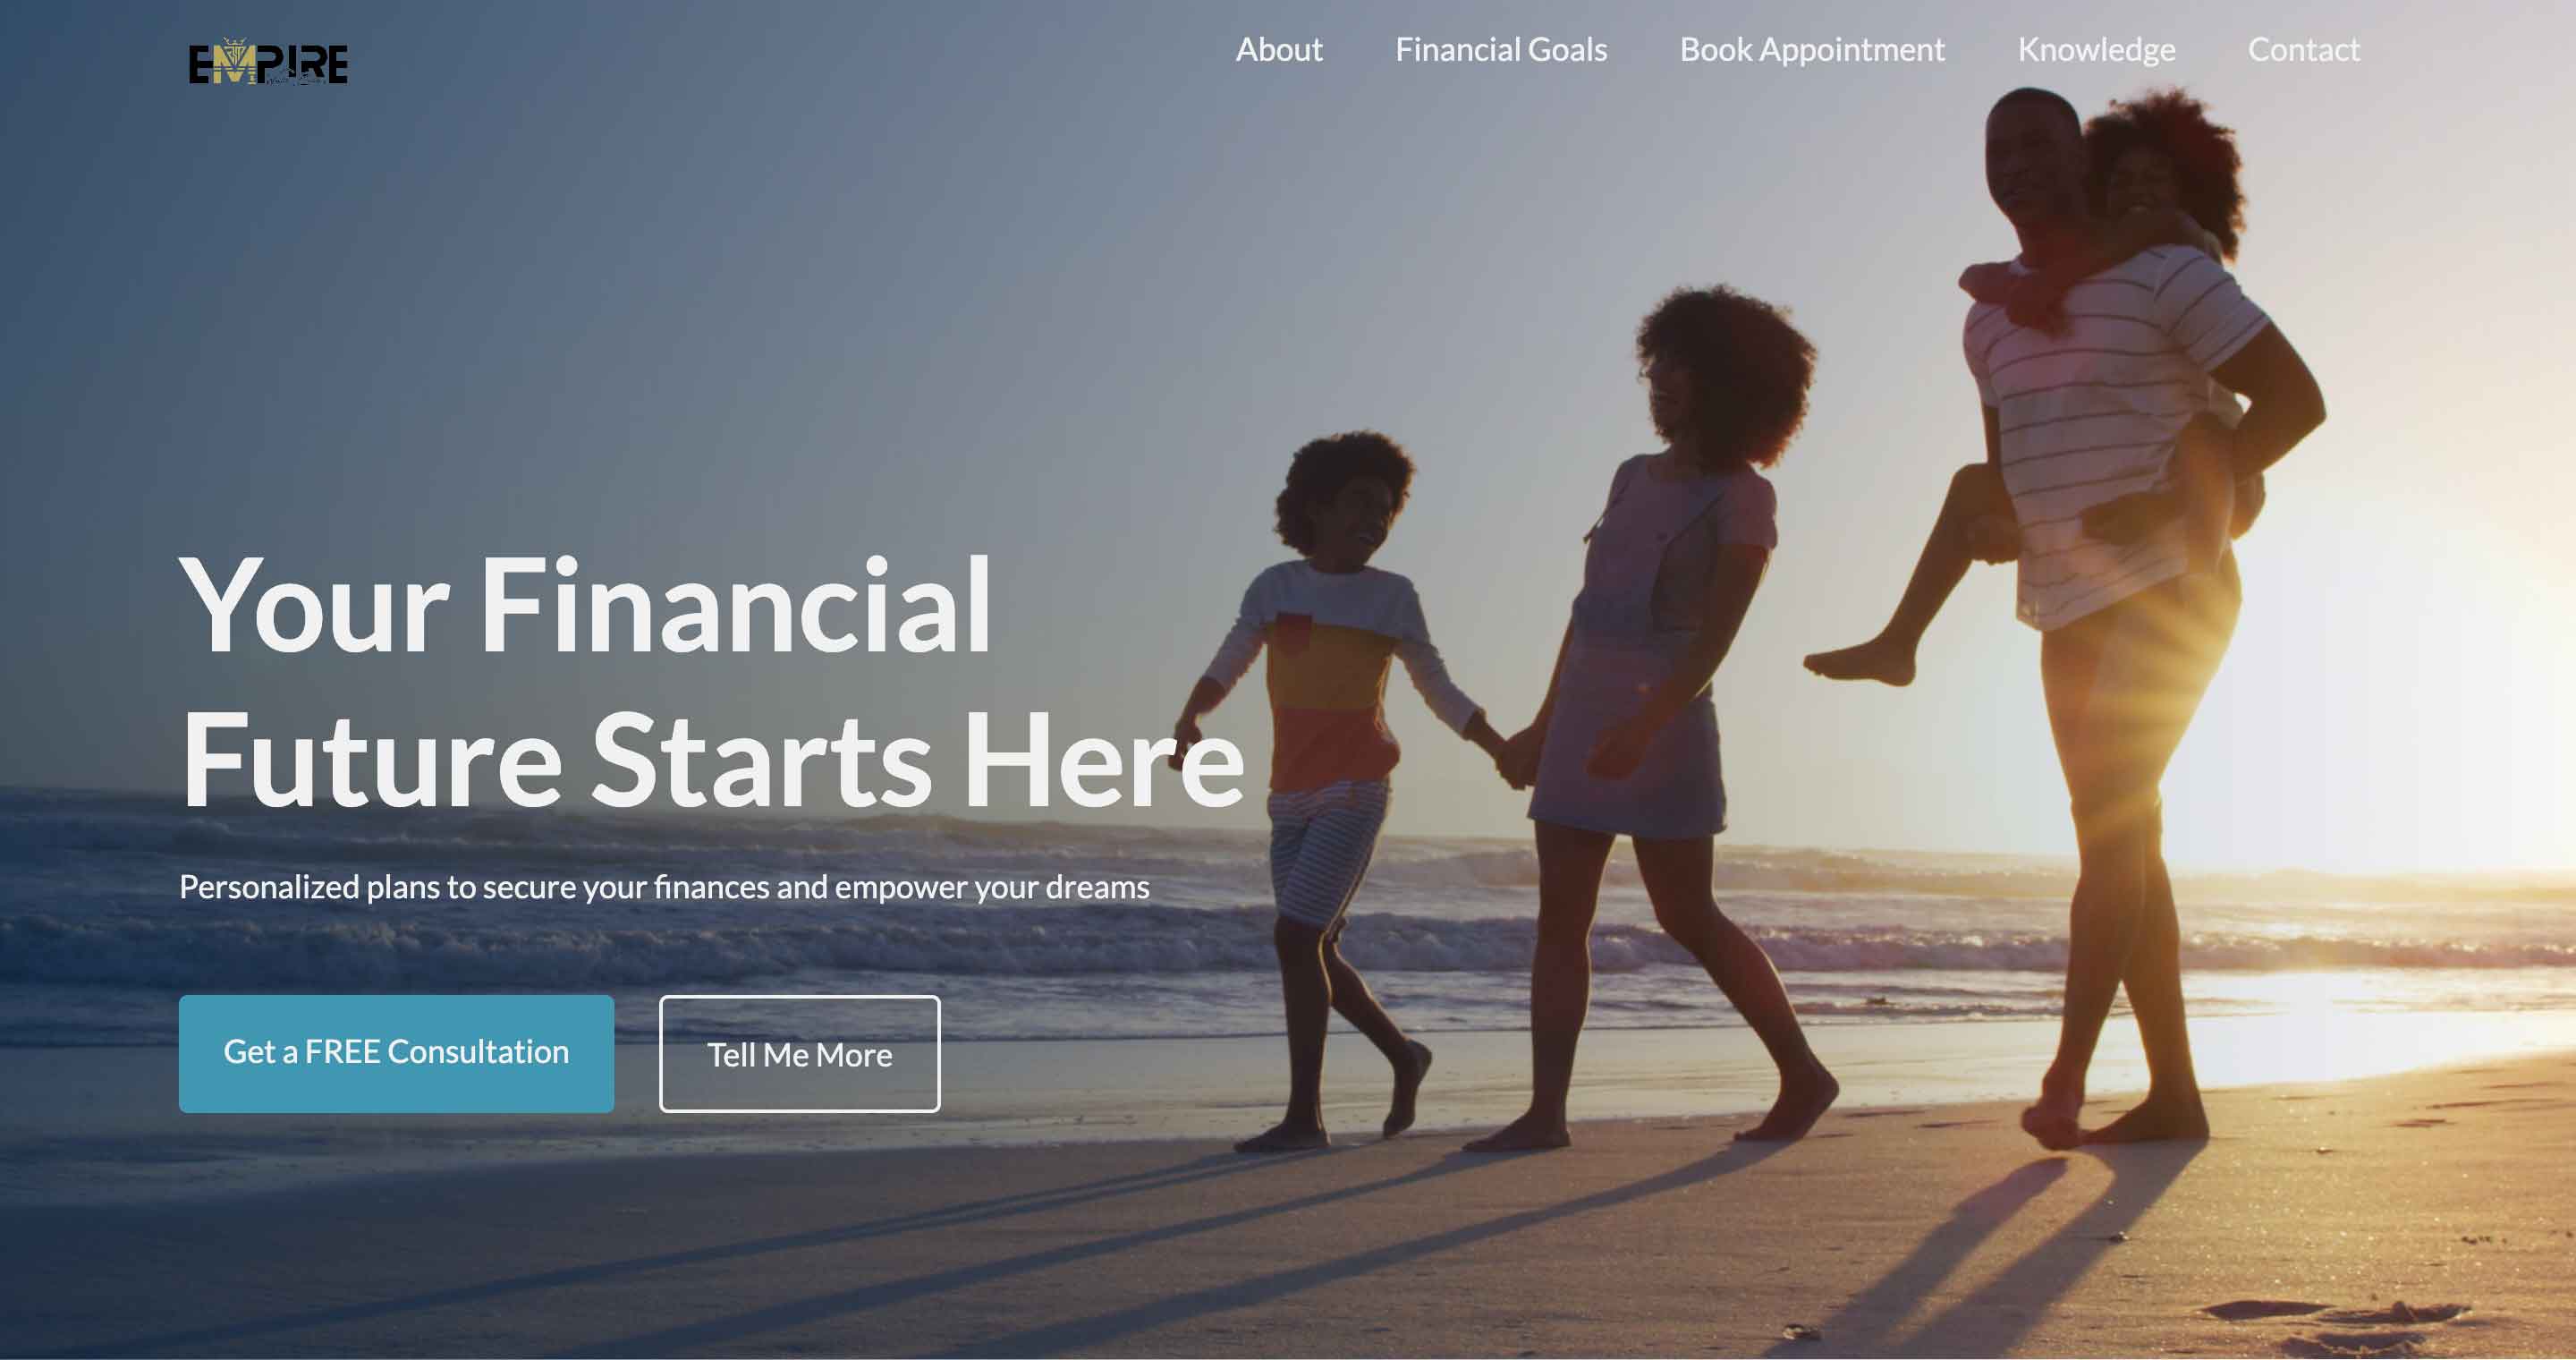 EMPIRE
About
Financial Goals
Book Appointment
Knowledge
Contact
Your Financial
Future Starts Here
Personalized plans to secure your finances and empower your dreams
Get a FREE Consultation
Tell Me More